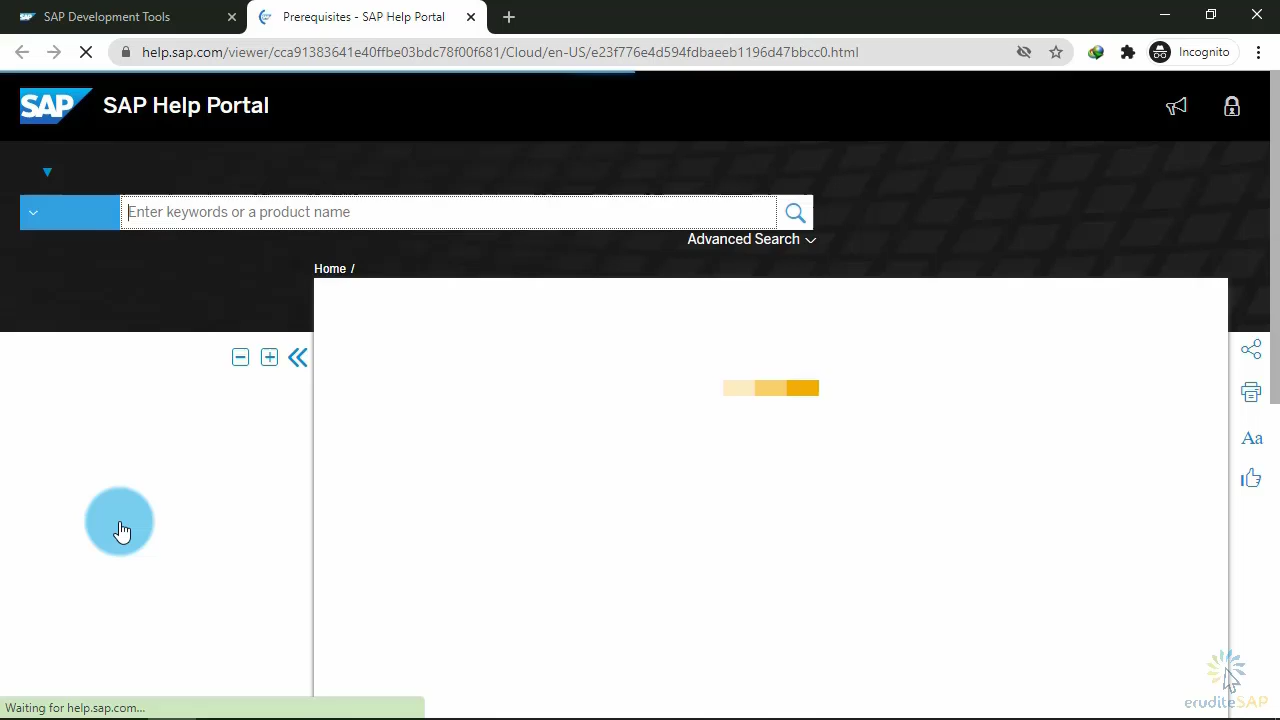 SAP SAP Development Tools
Prerequisites - SAP Help Portal
help.sap.com/viewer/cca91383641e40ffbe03bdc78f00f681/Cloud/en-US/e23f776e4d594fdbaeeb1196d47bbcc0.html
Incognito
SAP SAP Help Portal
Enter keywords or a product name
Advanced Search
Home /
Aa
Waiting for help.sap.com...
eruditeSAP